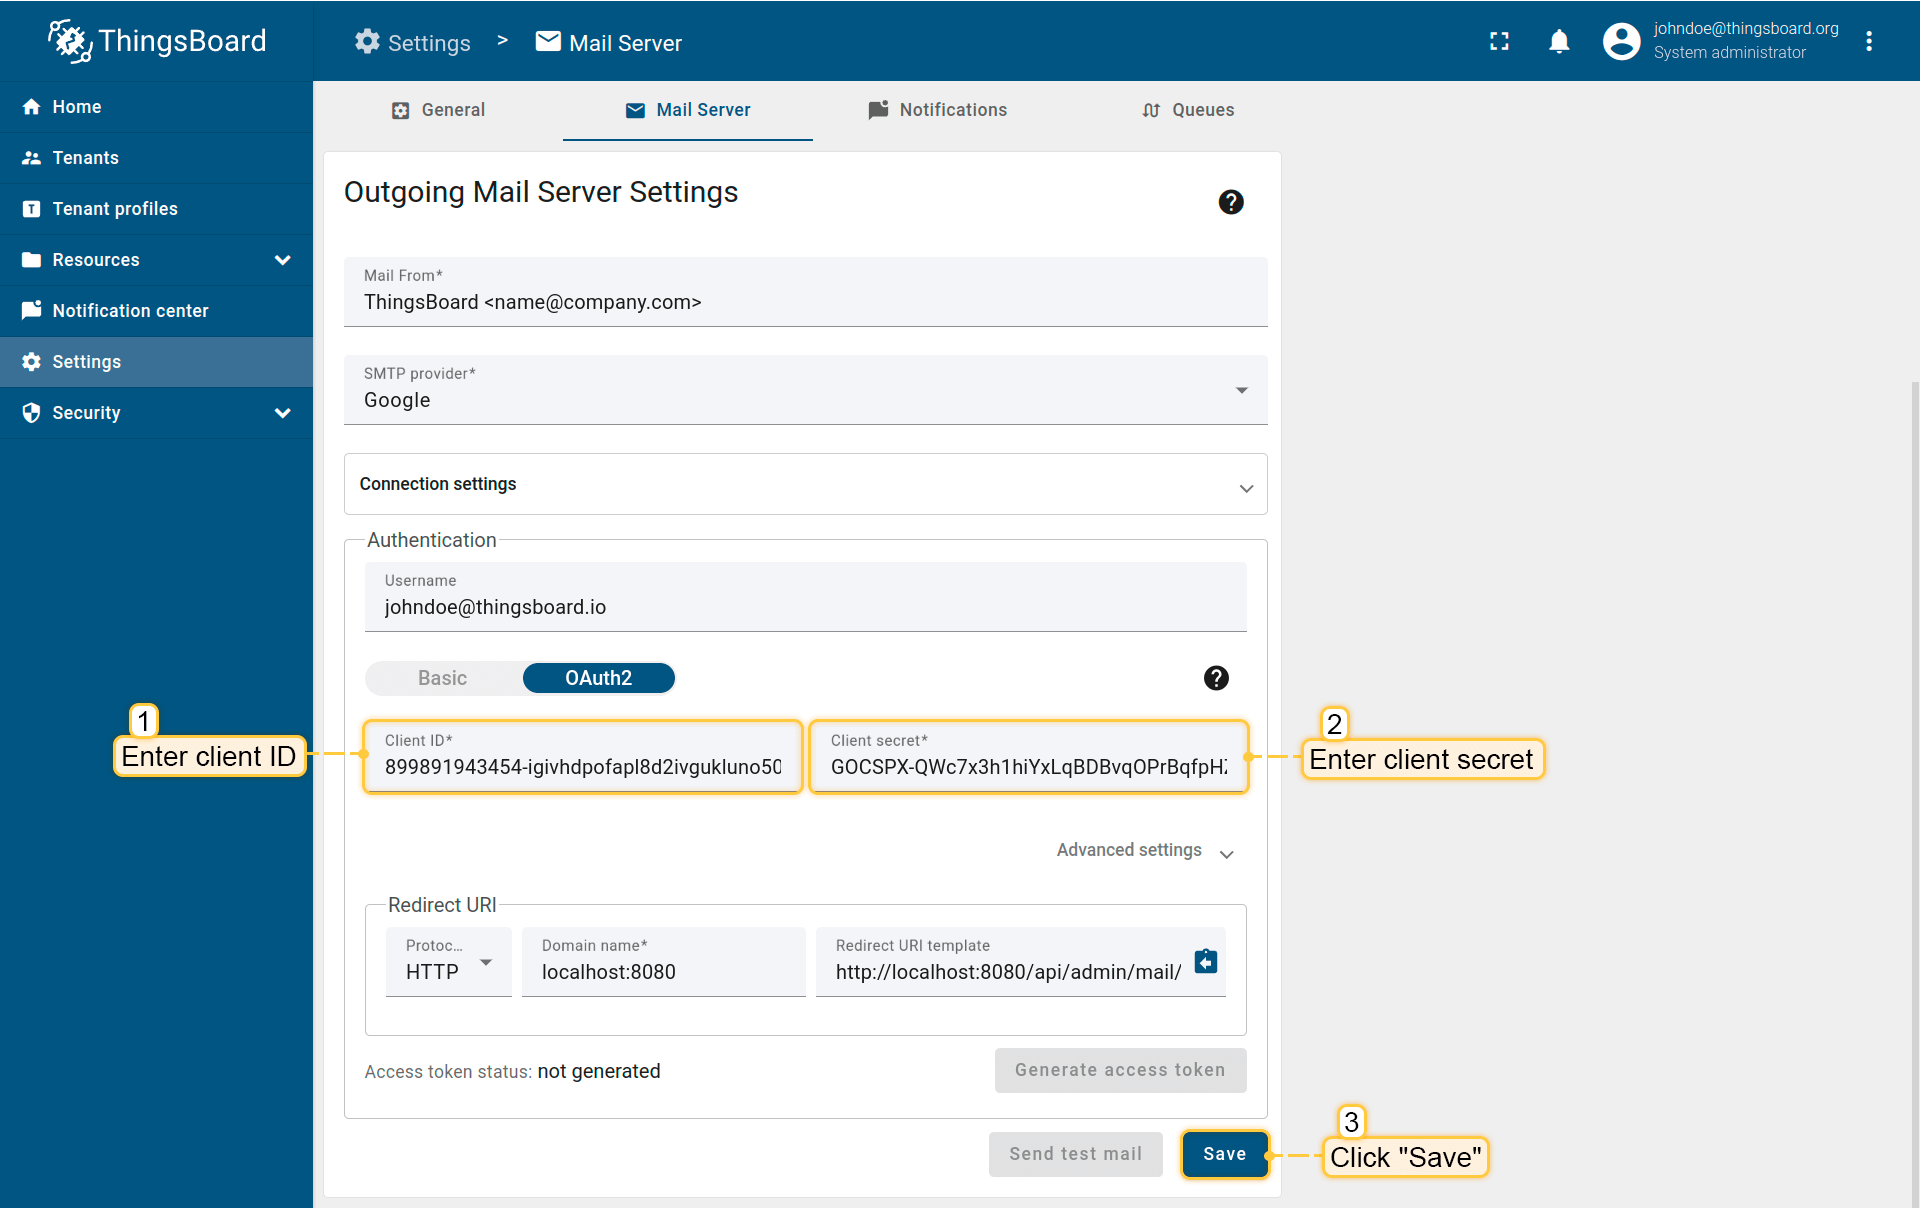 ThingsBoard
Settings > Mail Server
johndoe@thingsboard.org
System administrator
Home
Tenants
Tenant profiles
Resources
Notification center
Settings
Security
General
Mail Server
Notifications
Queues
Outgoing Mail Server Settings
Mail From*
ThingsBoard <name@company.com>
SMTP provider*
Google
Connection settings
Authentication
Username
johndoe@thingsboard.io
Basic
OAuth2
1
Enter client ID
Client ID*
899891943454-igivhdpofapl8d2ivgukluno50
Client secret*
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
2
Enter client secret
Advanced settings
Redirect URI
Protoc...
HTTP
Domain name*
localhost:8080
Redirect URI template
http://localhost:8080/api/admin/mail/
Access token status: not generated
Generate access token
Send test mail
Save
3
Click "Save"